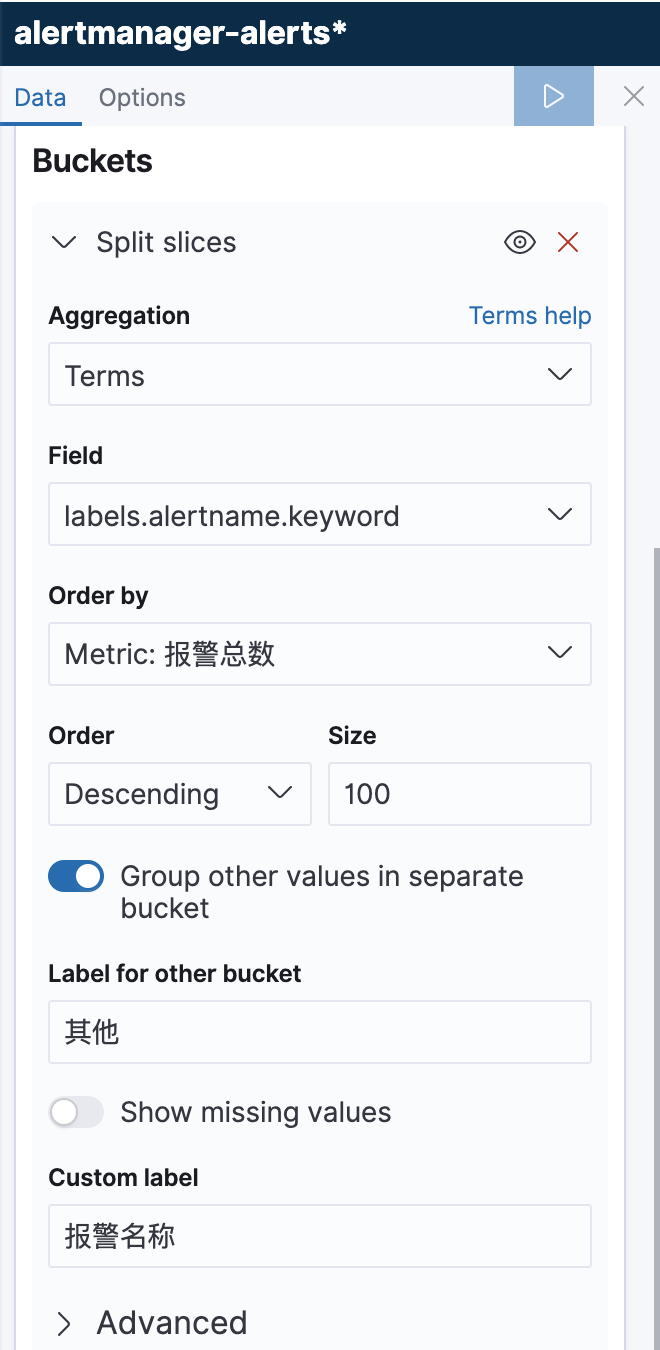 alertmanager-alerts*
Data Options
Buckets
Split slices
Aggregation Terms help
Terms
Field
labels.alertname.keyword
Order by
Metric: 报警总数
Order Size
Descending 100
Group other values in separate
bucket
Label for other bucket
其他
Show missing values
Custom label
报警名称
Advanced